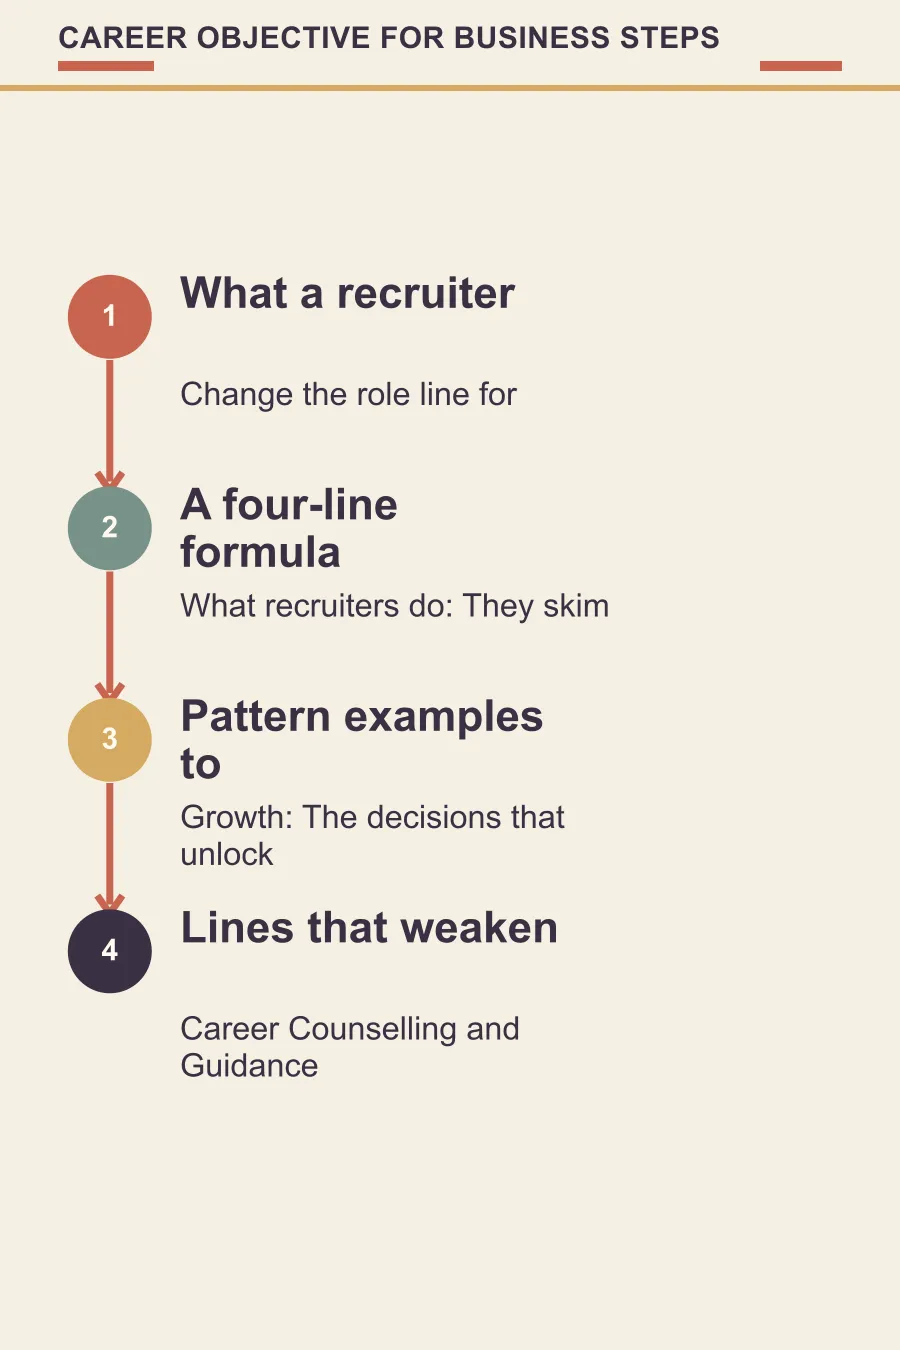 CAREER OBJECTIVE FOR BUSINESS STEPS
1
What a recruiter
Change the role line for
2
A four-line
formula
What recruiters do: They skim
3
Pattern examples
to
Growth: The decisions that
unlock
4
Lines that weaken
Career Counselling and
Guidance